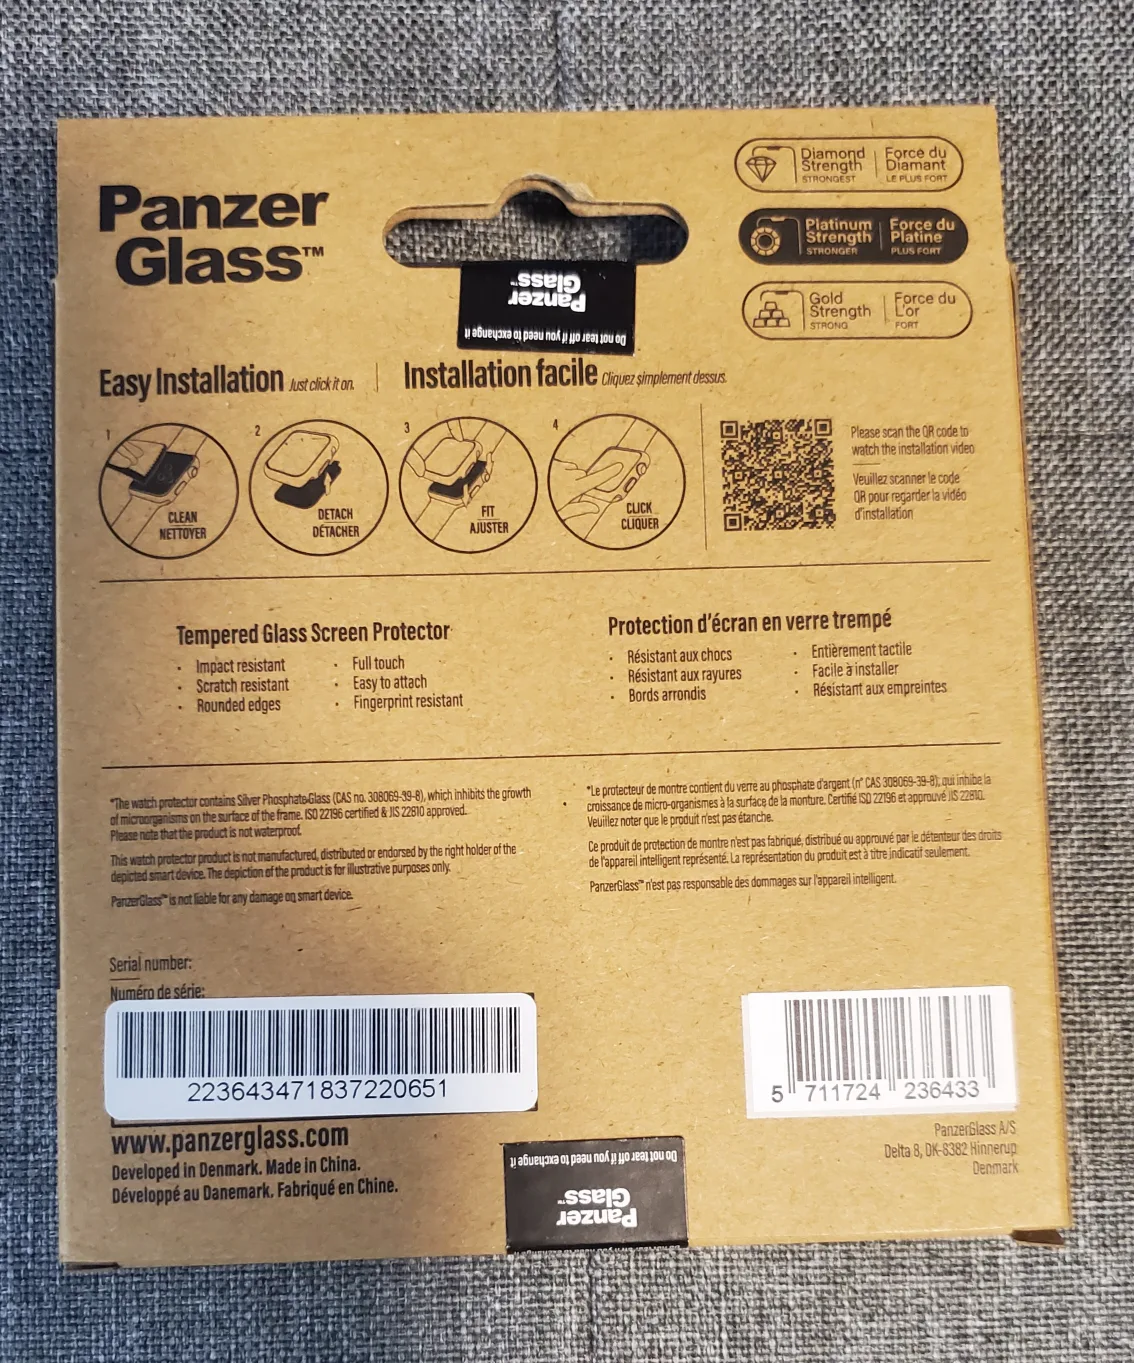 Panzer
Glass™
Diamond
Strength
STRONGEST
Force du
Diamant
LE PLUS FORT
Platinum
Strength
STRONGER
Force du
Platine
PLUS FORT
Gold
Strength
STRONG
Force du
L'or
FORT
Do not tear off if you need to exchange it
Panzer
Glass™
Easy Installation Just click it on.
Installation facile Cliquez simplement dessus.
1
CLEAN
NETTOYER
2
DETACH
DÉTACHER
3
FIT
AJUSTER
4
CLICK
CLIQUER
Please scan the QR code to
watch the installation video
Veuillez scanner le code
QR pour regarder la vidéo
d'installation
Tempered Glass Screen Protector
· Impact resistant
· Scratch resistant
· Rounded edges
· Full touch
· Easy to attach
· Fingerprint resistant
Protection d'écran en verre trempé
· Résistant aux chocs
· Résistant aux rayures
· Bords arrondis
· Entièrement tactile
· Facile à installer
· Résistant aux empreintes
*The watch protector contains Silver Phosphate Glass (CAS no. 308069-39-8), which inhibits the growth
of microorganisms on the surface of the frame. ISO 22196 certified & JIS 22810 approved.
Please note that the product is not waterproof.
This watch protector product is not manufactured, distributed or endorsed by the right holder of the
depicted smart device. The depiction of the product is for illustrative purposes only.
PanzerGlass™ is not liable for any damage on smart device.
*Le protecteur de montre contient du verre au phosphate d'argent (n° CAS 308069-39-8), qui inhibe la
croissance de micro-organismes à la surface de la monture. Certifié ISO 22196 et approuvé JIS 22810.
Veuillez noter que le produit n'est pas étanche.
Ce produit de protection de montre n'est pas fabriqué, distribué ou approuvé par le détenteur des droits
de l'appareil intelligent représenté. La représentation du produit est à titre indicatif seulement.
PanzerGlass™ n'est pas responsable des dommages sur l'appareil intelligent.
Serial number:
Numéro de série:
223643471837220651
5 711724 236433
www.panzerglass.com
Developed in Denmark. Made in China.
Développé au Danemark. Fabriqué en Chine.
PanzerGlass A/S
Delta 8, DK-8382 Hinnerup
Denmark
Do not tear off if you need to exchange it
Panzer
Glass™